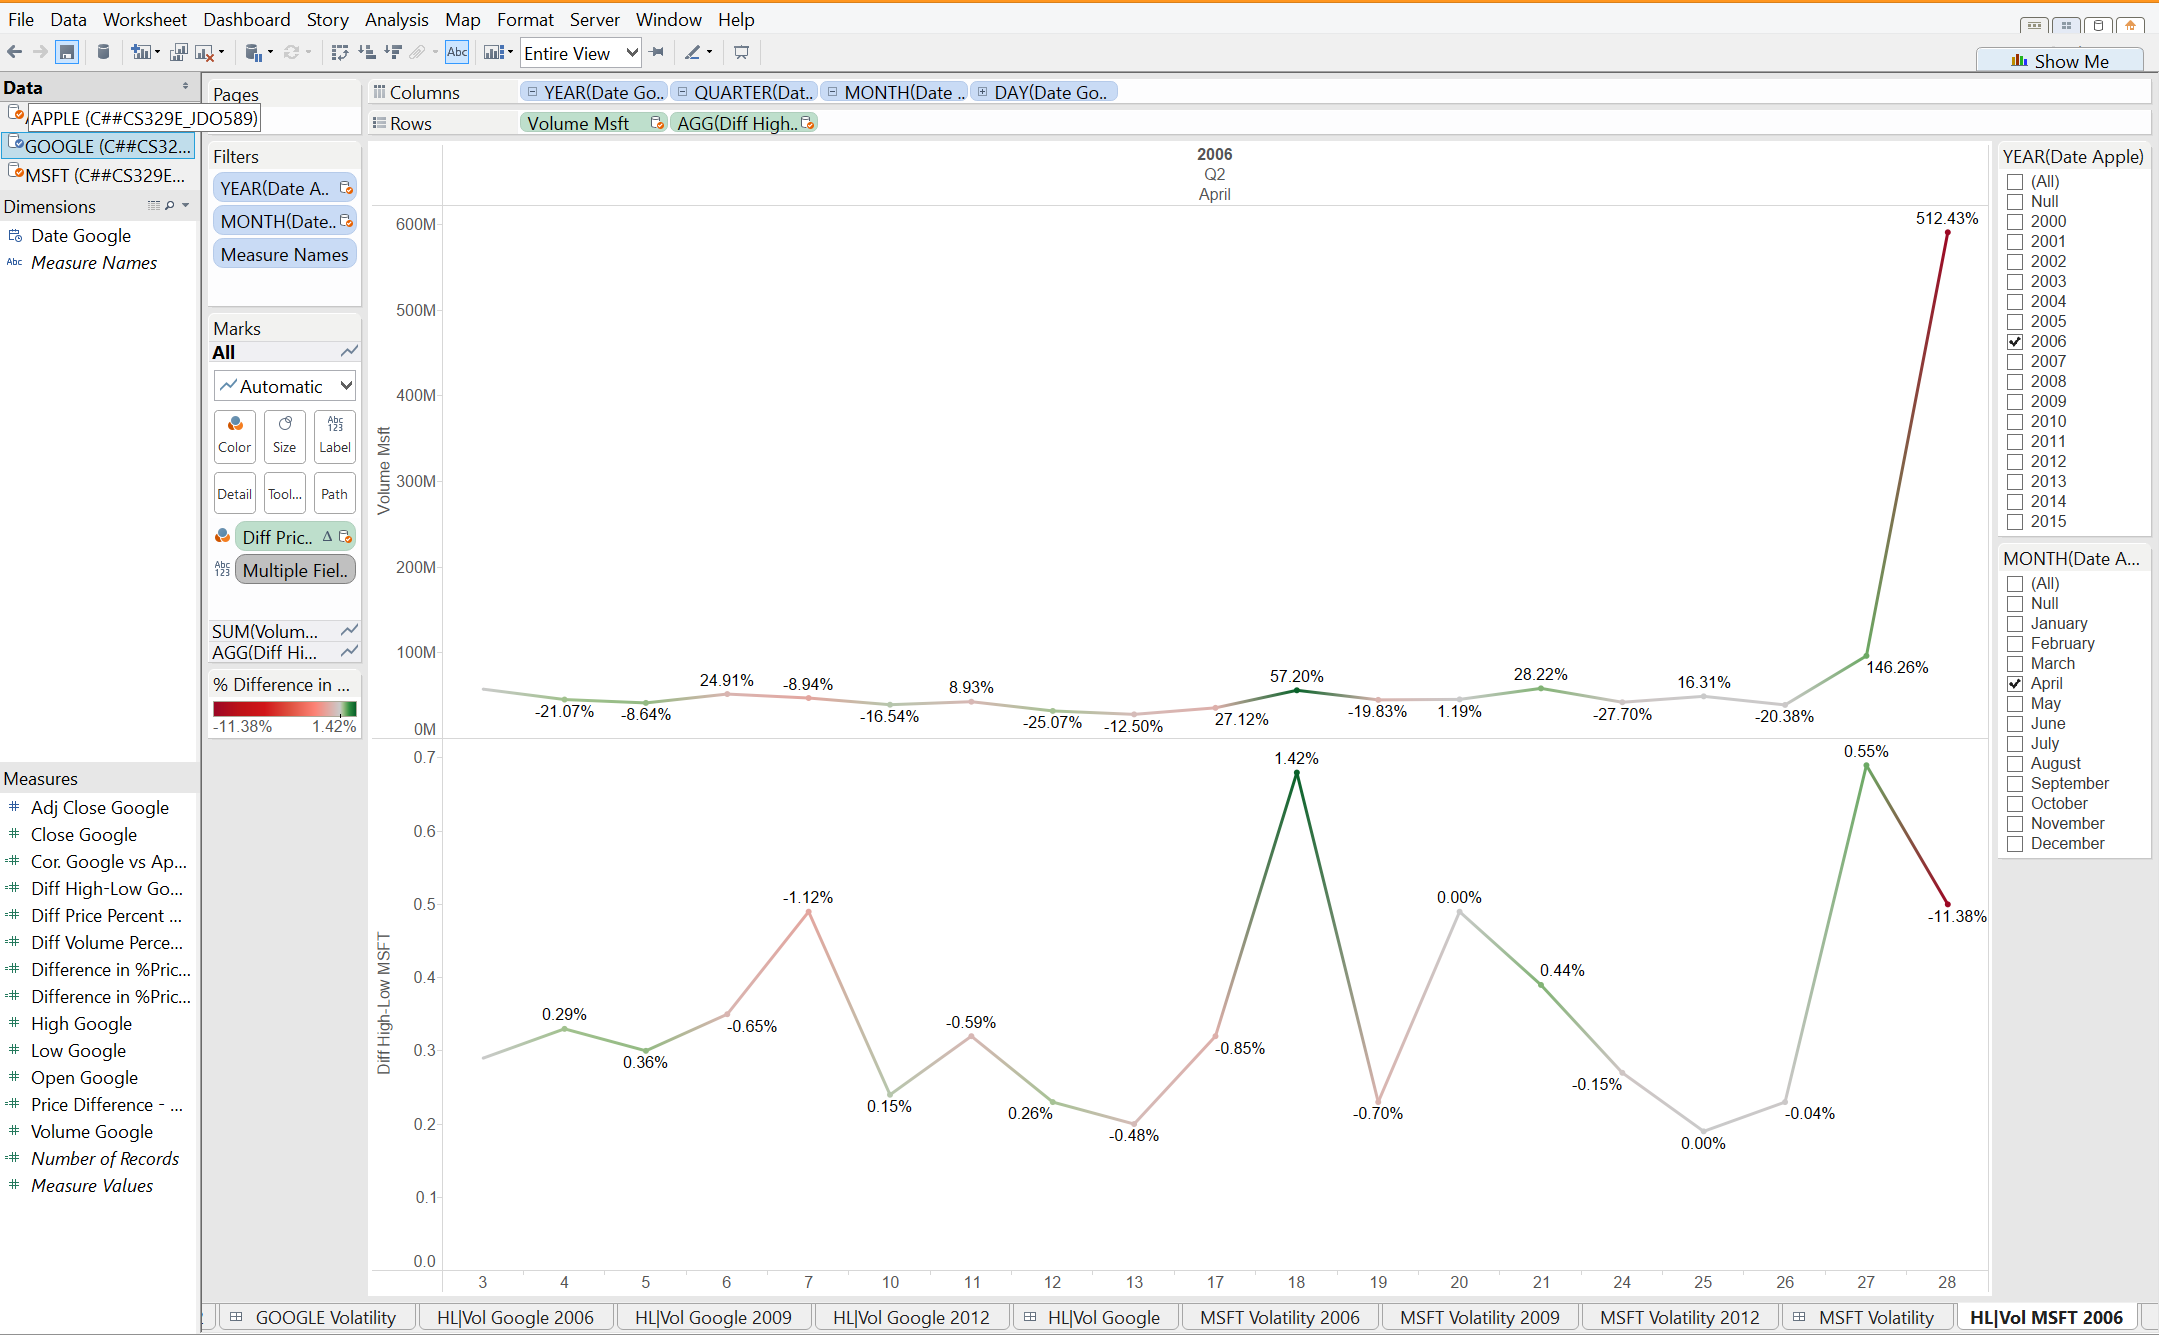 File Data Worksheet Dashboard Story Analysis Map Format Server Window Help
Abc Entire View Show Me
Data
APPLE (C##CS329E_JDO589)
GOOGLE (C##CS32...
MSFT (C##CS329E...
Dimensions
Date Google
Abc Measure Names
Measures
Adj Close Google
Close Google
Cor. Google vs Ap...
Diff High-Low Go...
Diff Price Percent ...
Diff Volume Perce...
Difference in %Pric...
Difference in %Pric...
High Google
Low Google
Open Google
Price Difference - ...
Volume Google
Number of Records
Measure Values
Pages
Filters
YEAR(Date A..
MONTH(Date..
Measure Names
Marks
All
Automatic
Abc
123
Color Size Label
Detail Tool... Path
Diff Pric.. Δ
Abc
123
Multiple Fiel..
SUM(Volum...
AGG(Diff Hi...
% Difference in ...
-11.38% 1.42%
Columns YEAR(Date Go.. QUARTER(Dat.. MONTH(Date .. DAY(Date Go..
Rows Volume Msft AGG(Diff High..
2006
Q2
April
Volume Msft
600M
500M
400M
300M
200M
100M
0M
-21.07% -8.64% 24.91% -8.94% -16.54% 8.93% -25.07% -12.50% 27.12% 57.20% -19.83% 1.19% 28.22% -27.70% 16.31% -20.38% 146.26% 512.43%
Diff High-Low MSFT
0.7
0.6
0.5
0.4
0.3
0.2
0.1
0.0
0.29% 0.36% -0.65% -1.12% 0.15% -0.59% 0.26% -0.48% -0.85% 1.42% -0.70% 0.00% 0.44% -0.15% 0.00% -0.04% 0.55% -11.38%
3 4 5 6 7 10 11 12 13 17 18 19 20 21 24 25 26 27 28
YEAR(Date Apple)
(All)
Null
2000
2001
2002
2003
2004
2005
2006
2007
2008
2009
2010
2011
2012
2013
2014
2015
MONTH(Date A...
(All)
Null
January
February
March
April
May
June
July
August
September
October
November
December
GOOGLE Volatility HL|Vol Google 2006 HL|Vol Google 2009 HL|Vol Google 2012 HL|Vol Google MSFT Volatility 2006 MSFT Volatility 2009 MSFT Volatility 2012 MSFT Volatility HL|Vol MSFT 2006